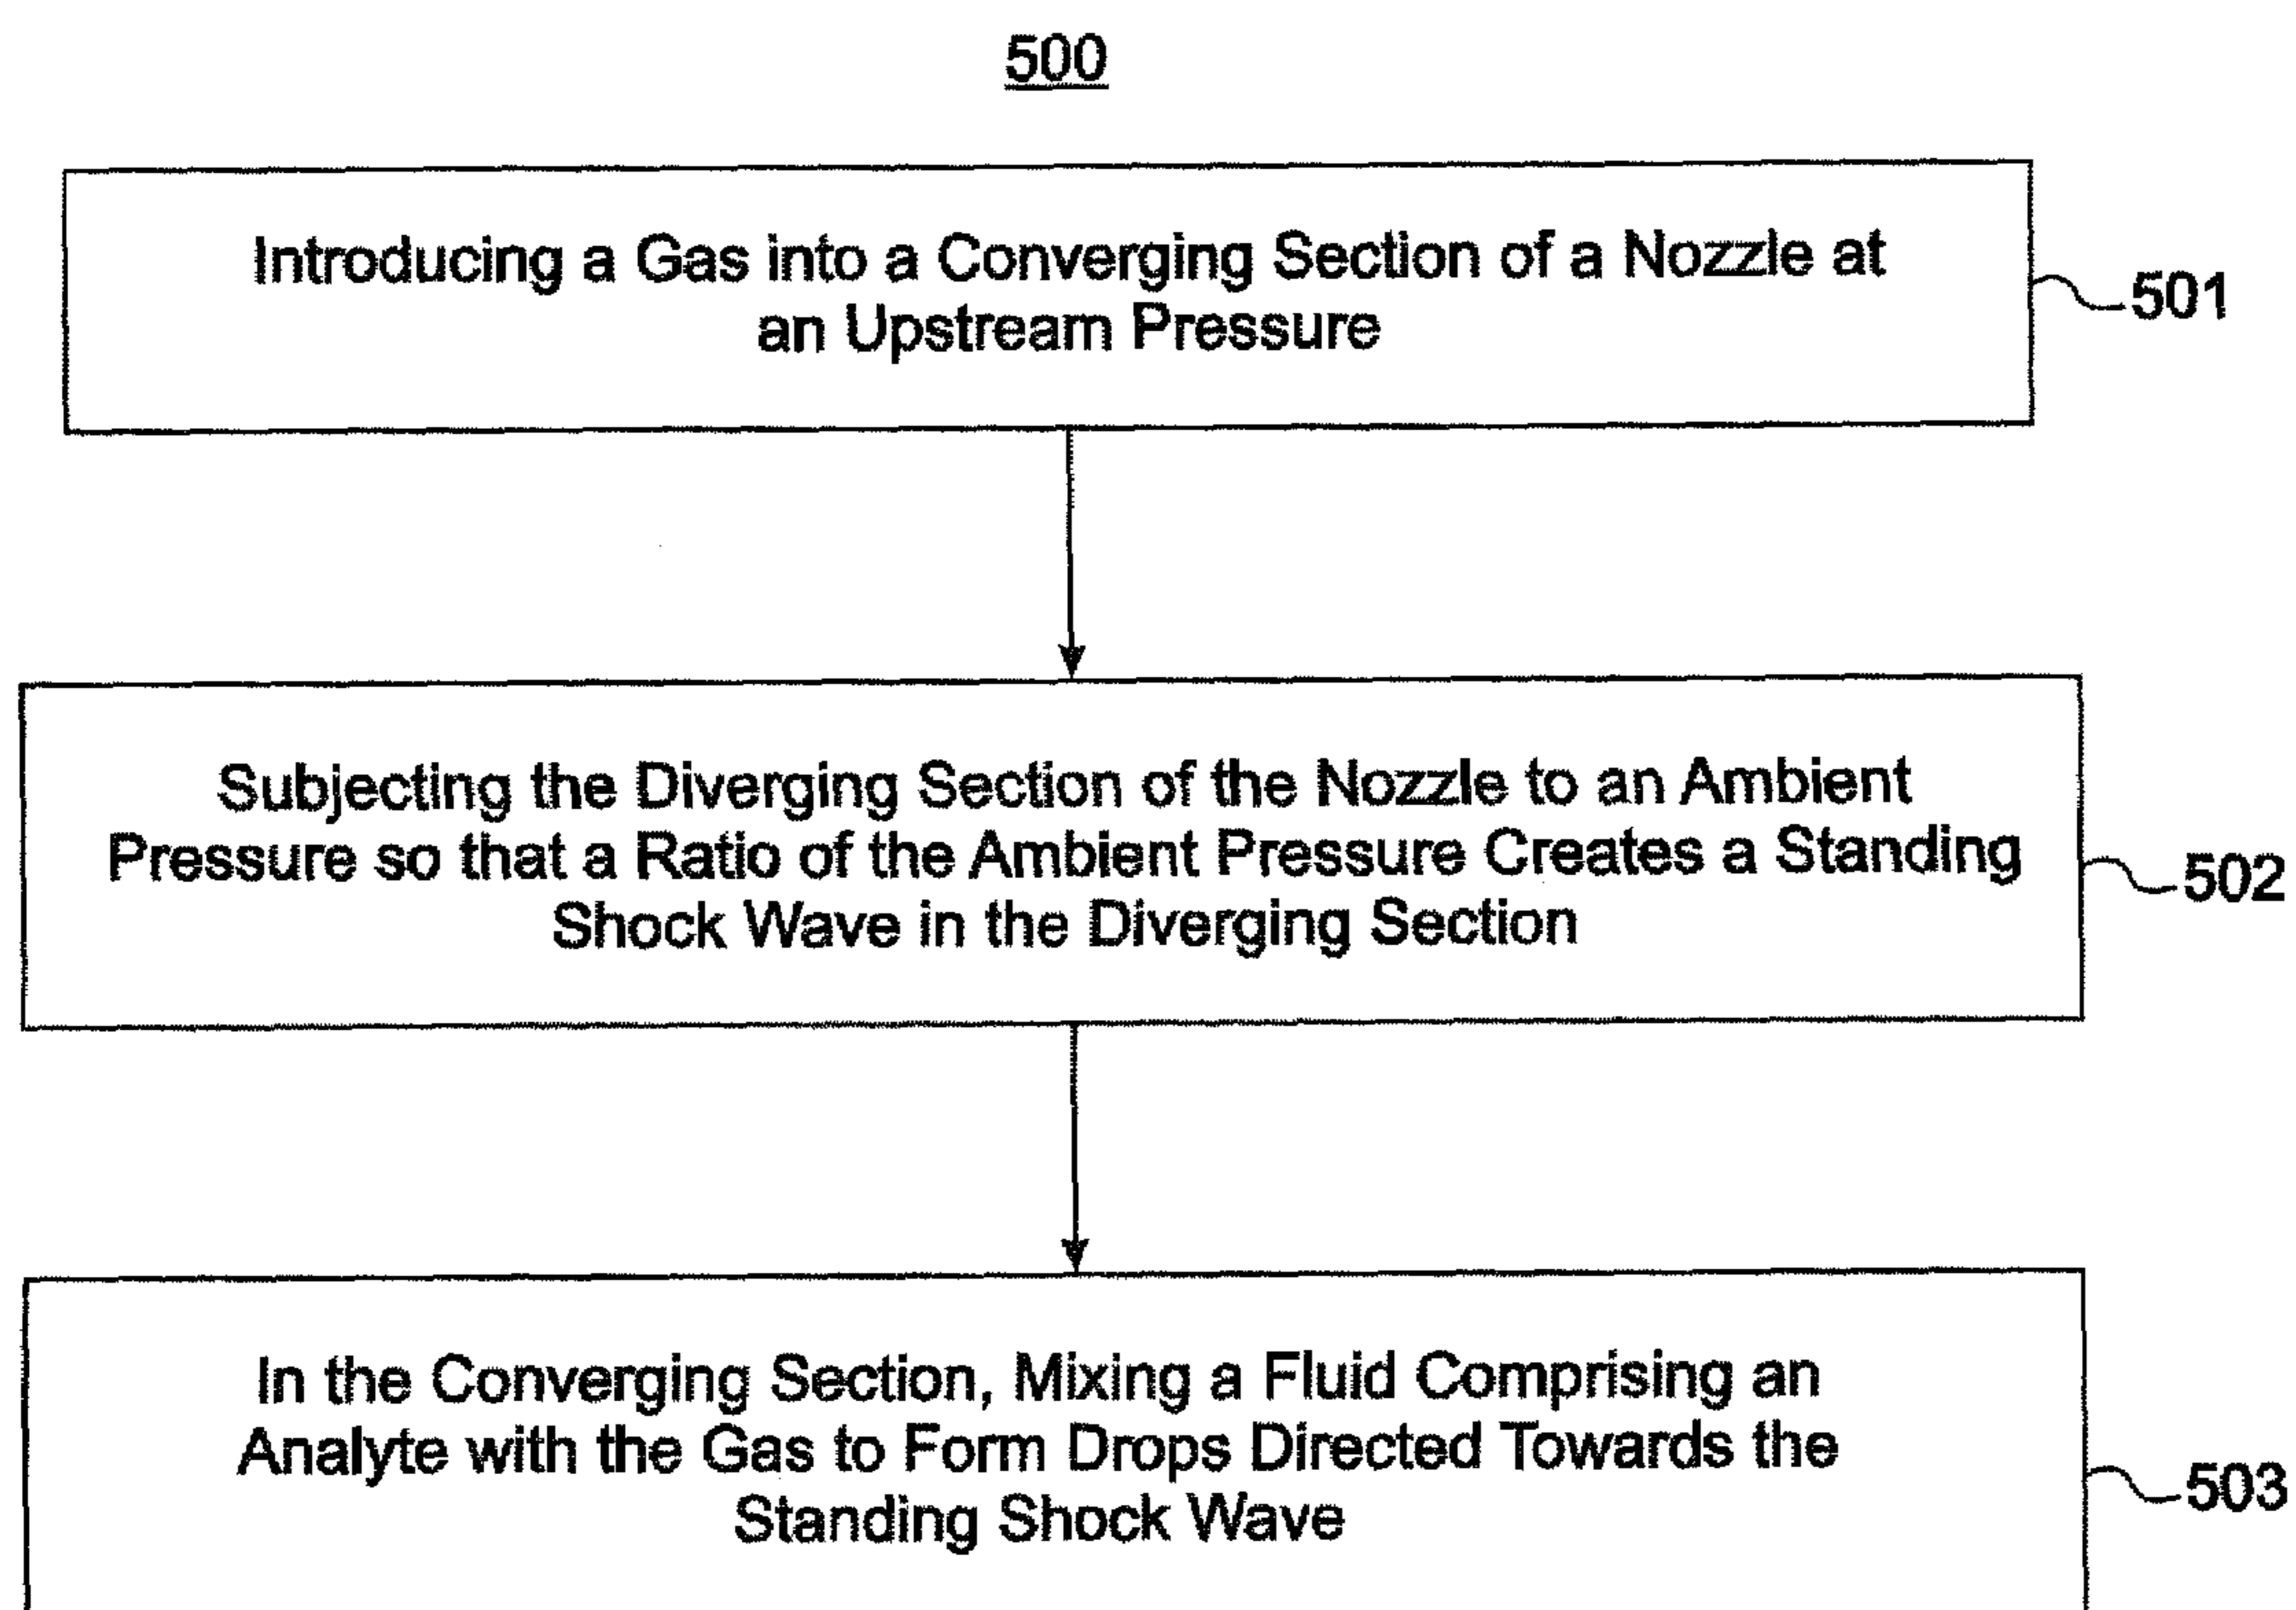 500
Introducing a Gas into a Converging Section of a Nozzle at
an Upstream Pressure
501
Subjecting the Diverging Section of the Nozzle to an Ambient
Pressure so that a Ratio of the Ambient Pressure Creates a Standing
Shock Wave in the Diverging Section
502
In the Converging Section, Mixing a Fluid Comprising an
Analyte with the Gas to Form Drops Directed Towards the
Standing Shock Wave
503